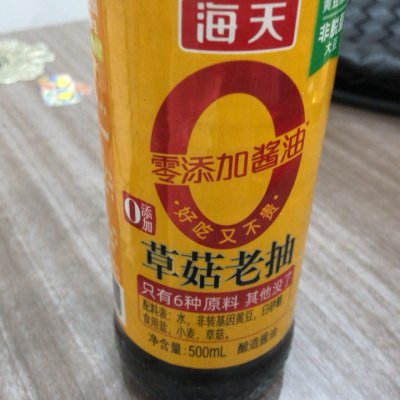 海天
零添加酱油
好吃又不贵
0添加
草菇老抽
只有6种原料 其他没了
配料表：水，非转基因黄豆，白砂糖，
食用盐，小麦，草菇。
净含量：500mL 酿造酱油